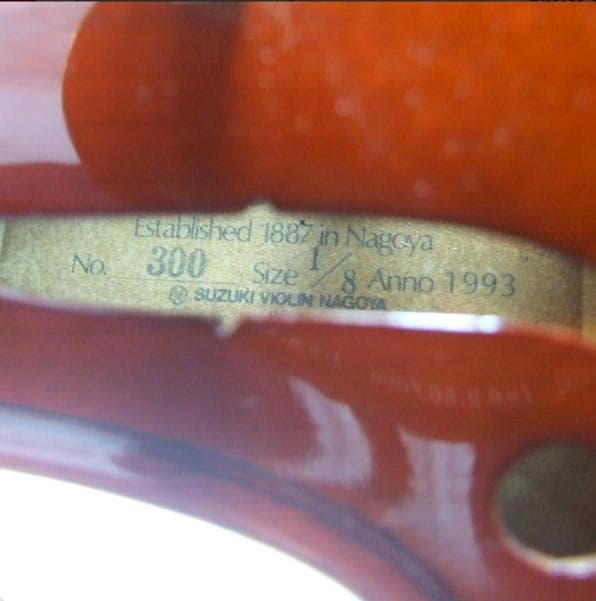 Established 1887 in Nagoya
No. 300 Size 1/8 Anno 1993
SUZUKI VIOLIN NAGOYA